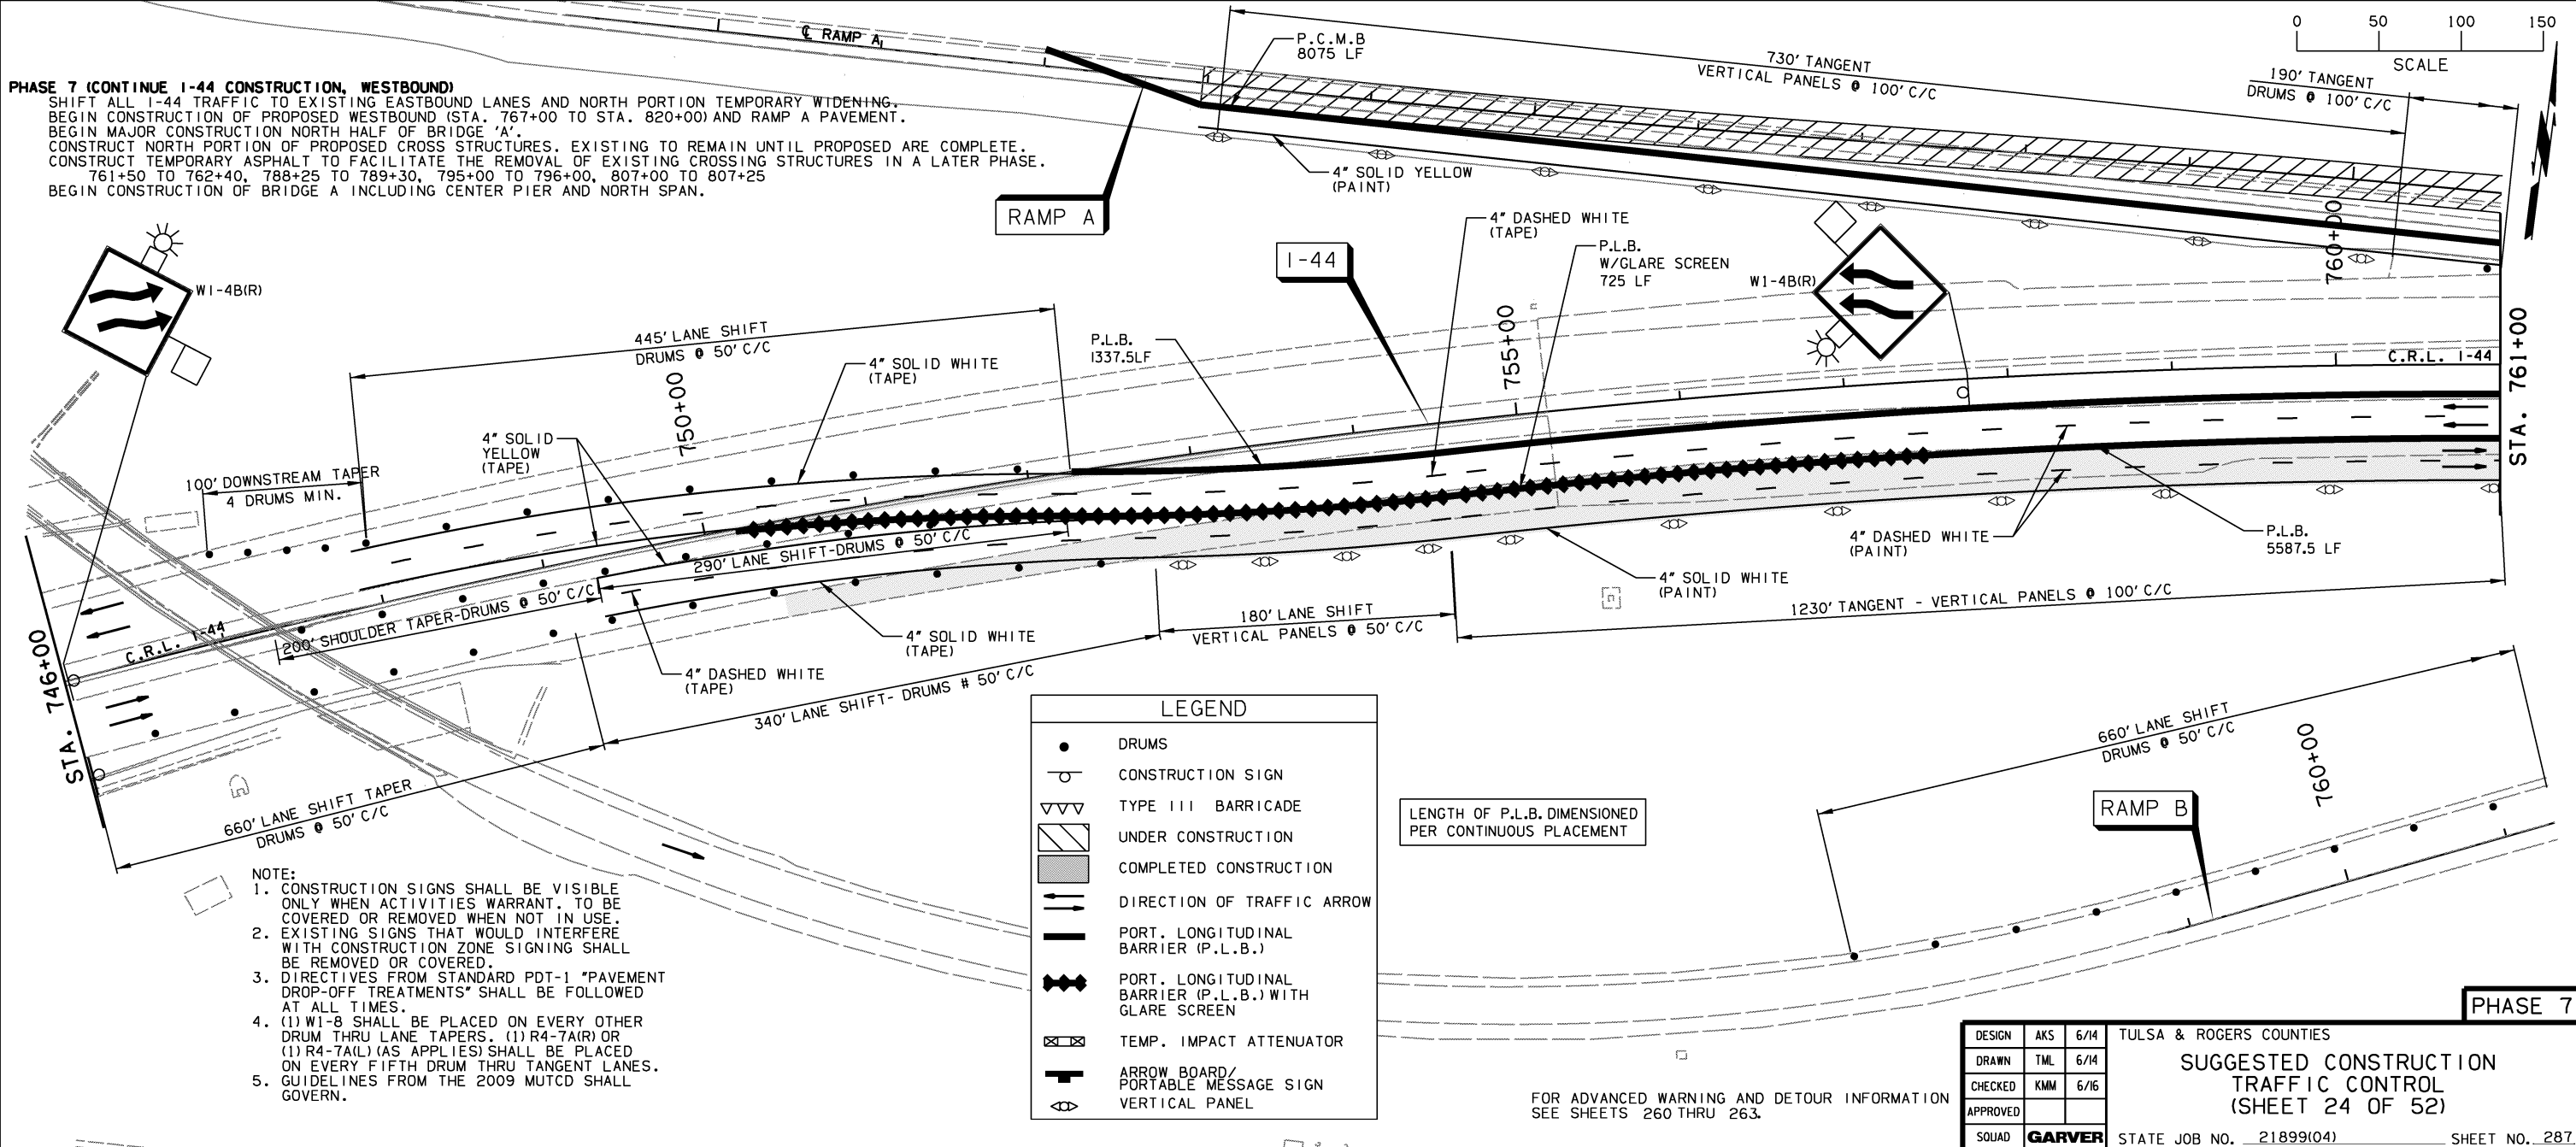 PHASE 7 (CONTINUE I-44 CONSTRUCTION, WESTBOUND)
SHIFT ALL I-44 TRAFFIC TO EXISTING EASTBOUND LANES AND NORTH PORTION TEMPORARY WIDENING.
BEGIN CONSTRUCTION OF PROPOSED WESTBOUND (STA. 767+00 TO STA. 820+00) AND RAMP A PAVEMENT.
BEGIN MAJOR CONSTRUCTION NORTH HALF OF BRIDGE 'A'.
CONSTRUCT NORTH PORTION OF PROPOSED CROSS STRUCTURES. EXISTING TO REMAIN UNTIL PROPOSED ARE COMPLETE.
CONSTRUCT TEMPORARY ASPHALT TO FACILITATE THE REMOVAL OF EXISTING CROSSING STRUCTURES IN A LATER PHASE.
761+50 TO 762+40, 788+25 TO 789+30, 795+00 TO 796+00, 807+00 TO 807+25
BEGIN CONSTRUCTION OF BRIDGE A INCLUDING CENTER PIER AND NORTH SPAN.
℄ RAMP A
P.C.M.B
8075 LF
730' TANGENT
VERTICAL PANELS @ 100' C/C
190' TANGENT
DRUMS @ 100' C/C
0 50 100 150
SCALE
4" SOLID YELLOW
(PAINT)
RAMP A
I-44
4" DASHED WHITE
(TAPE)
P.L.B.
W/GLARE SCREEN
725 LF
W1-4B(R)
W1-4B(R)
760+00
755+00
750+00
C.R.L. I-44
STA. 761+00
445' LANE SHIFT
DRUMS @ 50' C/C
P.L.B.
1337.5LF
4" SOLID WHITE
(TAPE)
4" SOLID
YELLOW
(TAPE)
100' DOWNSTREAM TAPER
4 DRUMS MIN.
290' LANE SHIFT-DRUMS @ 50' C/C
200' SHOULDER TAPER-DRUMS @ 50' C/C
C.R.L. I-44
STA. 746+00
4" SOLID WHITE
(TAPE)
4" DASHED WHITE
(TAPE)
180' LANE SHIFT
VERTICAL PANELS @ 50' C/C
340' LANE SHIFT- DRUMS # 50' C/C
660' LANE SHIFT TAPER
DRUMS @ 50' C/C
4" DASHED WHITE
(PAINT)
P.L.B.
5587.5 LF
4" SOLID WHITE
(PAINT)
1230' TANGENT - VERTICAL PANELS @ 100' C/C
660' LANE SHIFT
DRUMS @ 50' C/C
760+00
RAMP B
LENGTH OF P.L.B. DIMENSIONED
PER CONTINUOUS PLACEMENT
LEGEND
DRUMS
CONSTRUCTION SIGN
TYPE III BARRICADE
UNDER CONSTRUCTION
COMPLETED CONSTRUCTION
DIRECTION OF TRAFFIC ARROW
PORT. LONGITUDINAL
BARRIER (P.L.B.)
PORT. LONGITUDINAL
BARRIER (P.L.B.) WITH
GLARE SCREEN
TEMP. IMPACT ATTENUATOR
ARROW BOARD/
PORTABLE MESSAGE SIGN
VERTICAL PANEL
NOTE:
1. CONSTRUCTION SIGNS SHALL BE VISIBLE
ONLY WHEN ACTIVITIES WARRANT. TO BE
COVERED OR REMOVED WHEN NOT IN USE.
2. EXISTING SIGNS THAT WOULD INTERFERE
WITH CONSTRUCTION ZONE SIGNING SHALL
BE REMOVED OR COVERED.
3. DIRECTIVES FROM STANDARD PDT-1 "PAVEMENT
DROP-OFF TREATMENTS" SHALL BE FOLLOWED
AT ALL TIMES.
4. (1) W1-8 SHALL BE PLACED ON EVERY OTHER
DRUM THRU LANE TAPERS. (1) R4-7A(R) OR
(1) R4-7A(L) (AS APPLIES) SHALL BE PLACED
ON EVERY FIFTH DRUM THRU TANGENT LANES.
5. GUIDELINES FROM THE 2009 MUTCD SHALL
GOVERN.
FOR ADVANCED WARNING AND DETOUR INFORMATION
SEE SHEETS 260 THRU 263.
PHASE 7
DESIGN AKS 6/14
DRAWN TML 6/14
CHECKED KMM 6/16
APPROVED
SQUAD GARVER
TULSA & ROGERS COUNTIES
SUGGESTED CONSTRUCTION
TRAFFIC CONTROL
(SHEET 24 OF 52)
STATE JOB NO. 21899(04) SHEET NO. 287